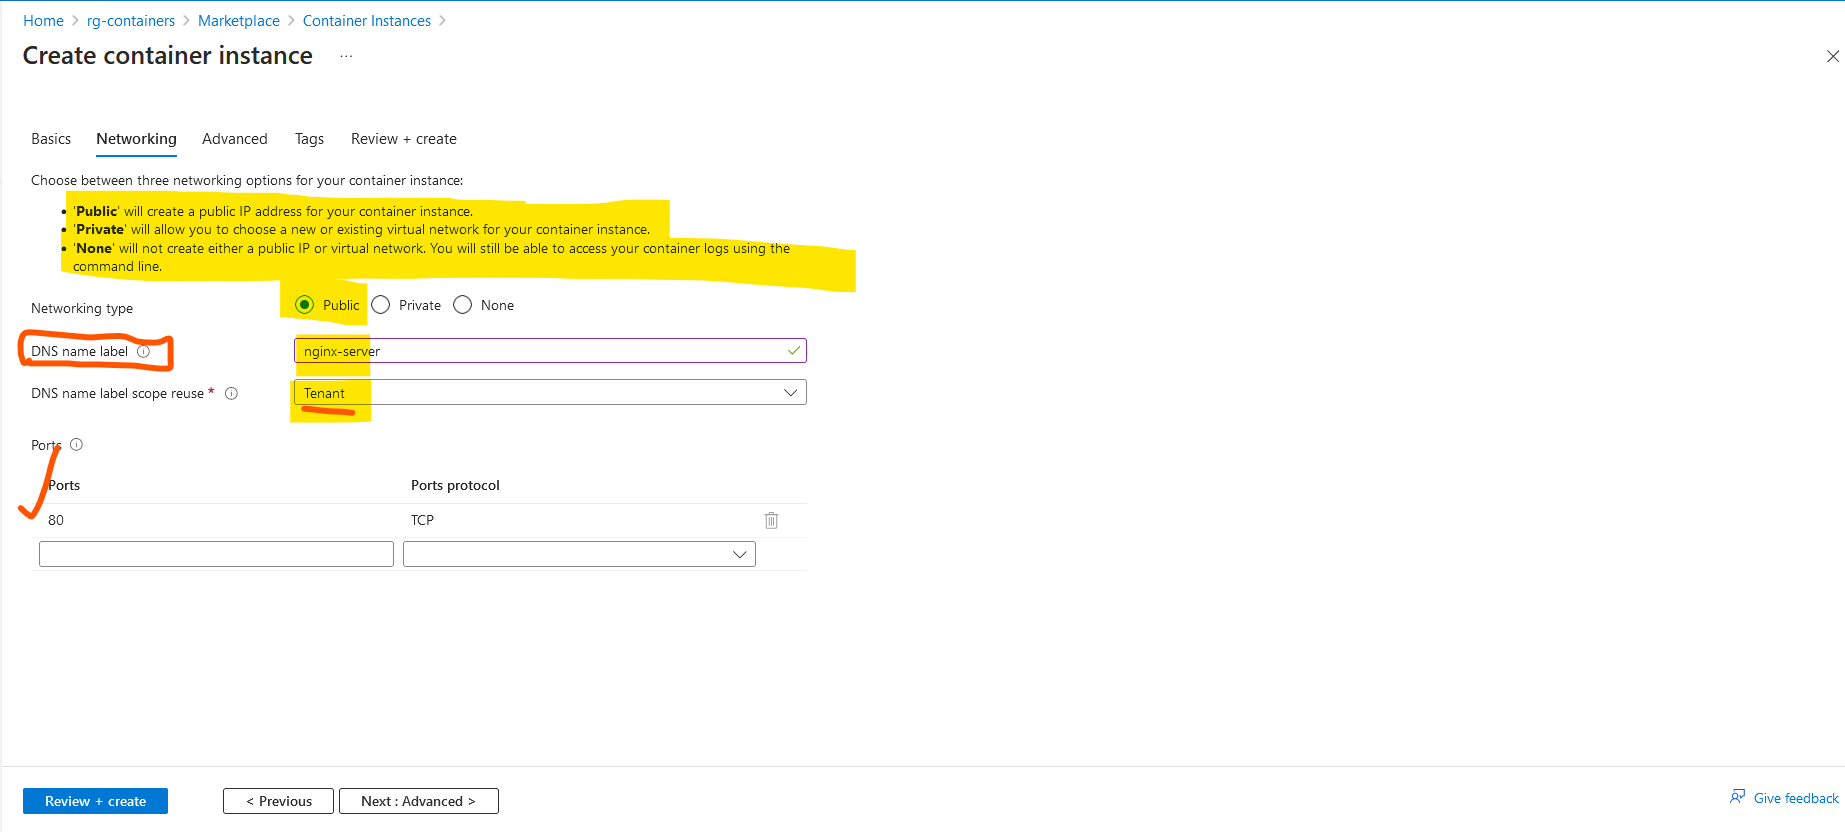 Home > rg-containers > Marketplace > Container Instances >
Create container instance ...
Basics Networking Advanced Tags Review + create
Choose between three networking options for your container instance:
• 'Public' will create a public IP address for your container instance.
• 'Private' will allow you to choose a new or existing virtual network for your container instance.
• 'None' will not create either a public IP or virtual network. You will still be able to access your container logs using the
command line.
Networking type Public Private None
DNS name label nginx-server
DNS name label scope reuse * Tenant
Ports
Ports Ports protocol
80 TCP
Review + create < Previous Next : Advanced > Give feedback